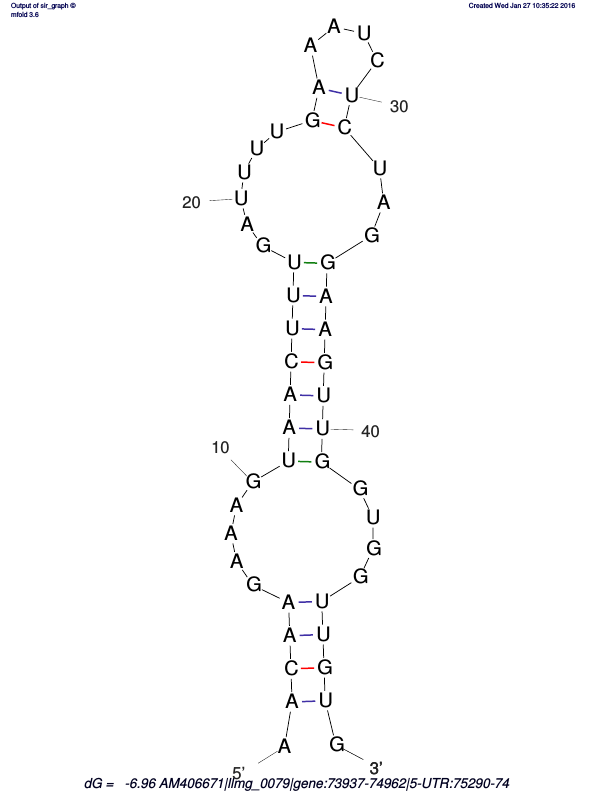 Output of sir_graph ©
mfold 3.6
Created Wed Jan 27 10:35:22 2016
A U
A C
A U
30
G C
U
U
U U
20 U A
A G
G
U G
U A
U A
C G
A U
A U 40
U G
10
G G
A U
A G
A
G G
A U
A U
C G
A U
A G
5' 3'
dG = -6.96 AM406671|llmg_0079|gene:73937-74962|5-UTR:75290-74